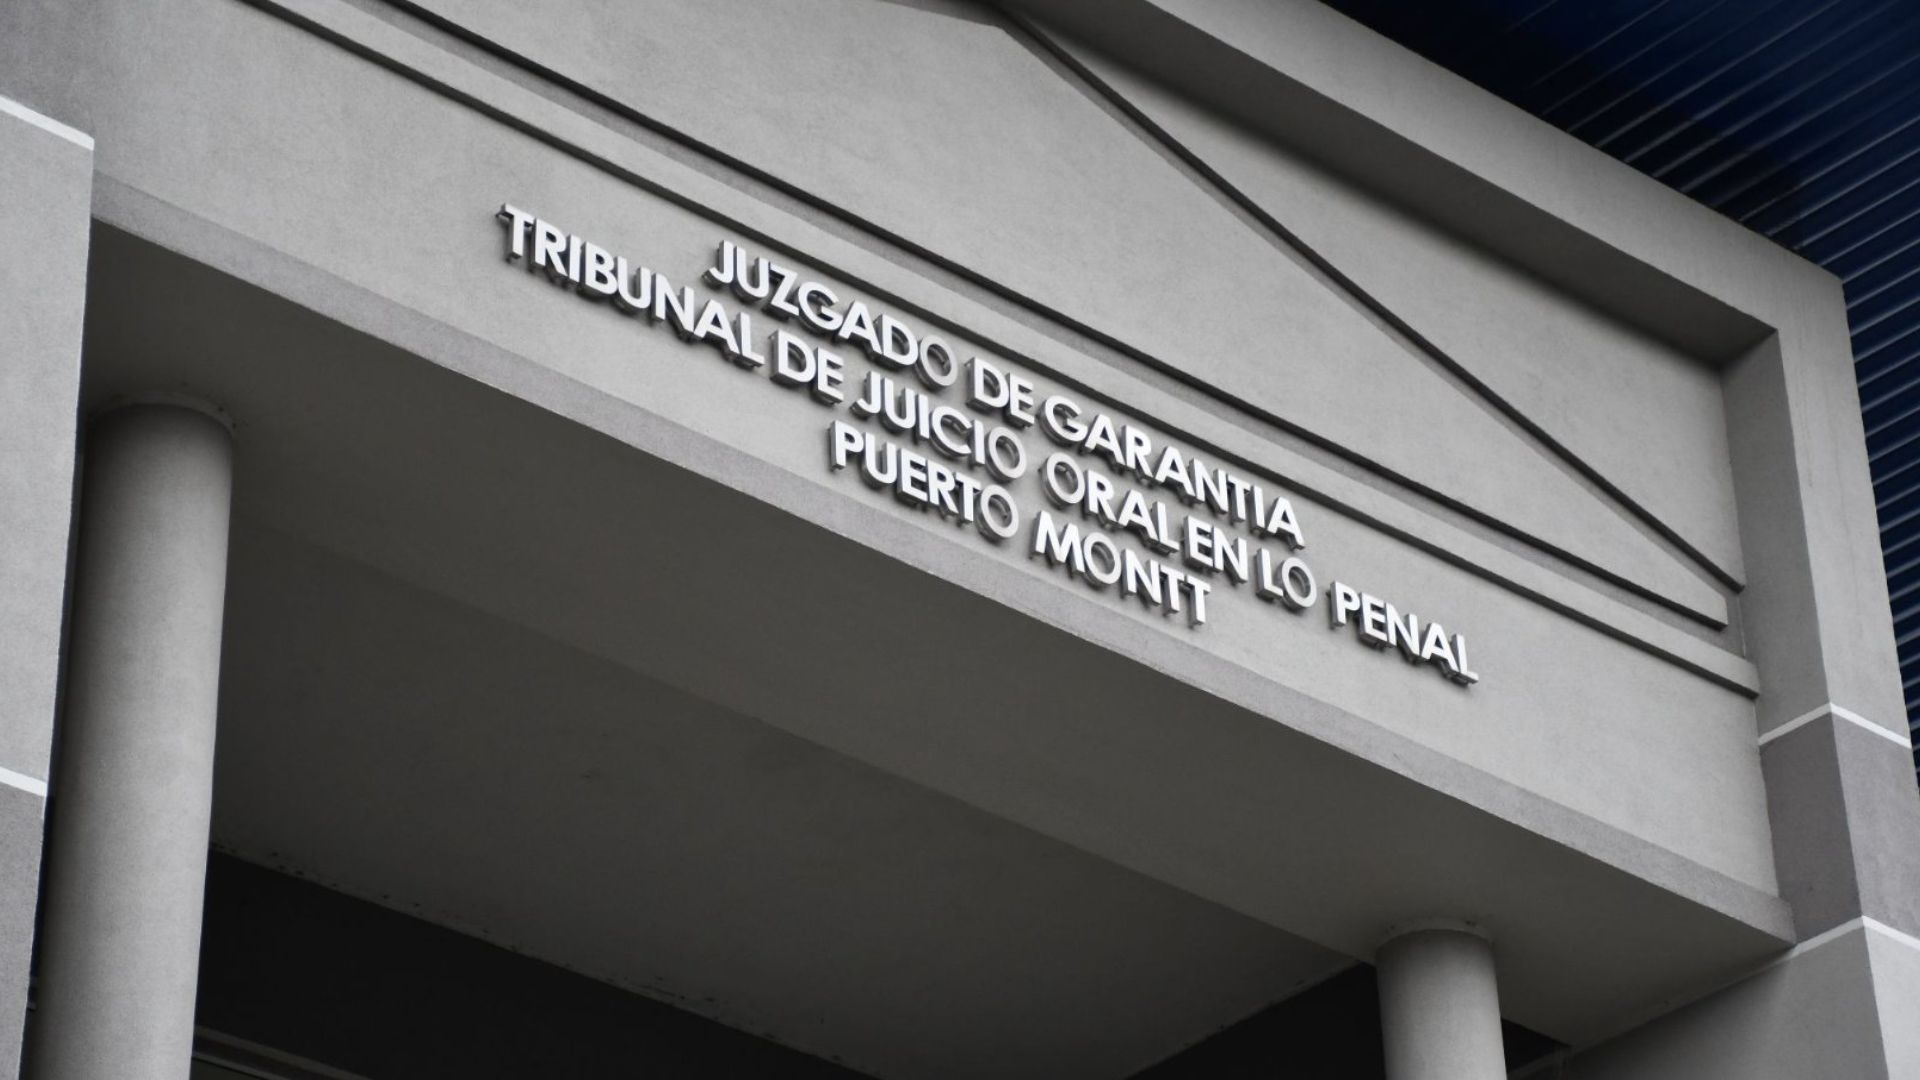 JUZGADO DE GARANTIA
TRIBUNAL DE JUICIO ORAL EN LO PENAL
PUERTO MONTT